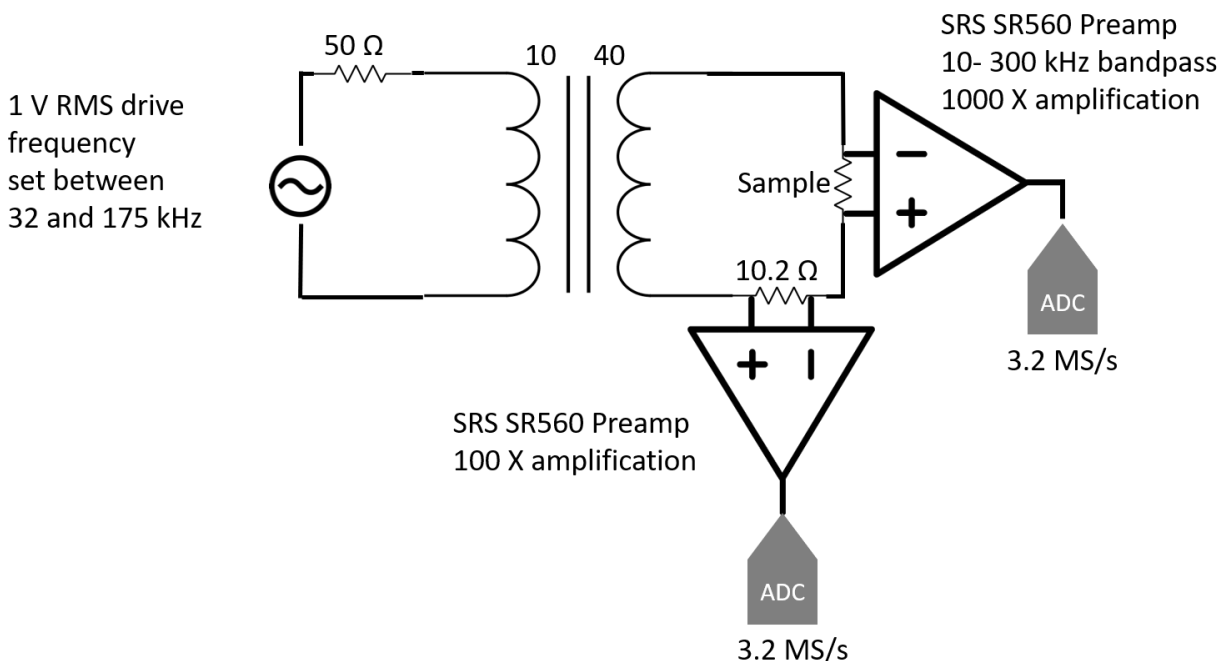 1 V RMS drive
frequency
set between
32 and 175 kHz
50 Ω
10
40
Sample
10.2 Ω
SRS SR560 Preamp
10- 300 kHz bandpass
1000 X amplification
ADC
3.2 MS/s
SRS SR560 Preamp
100 X amplification
ADC
3.2 MS/s